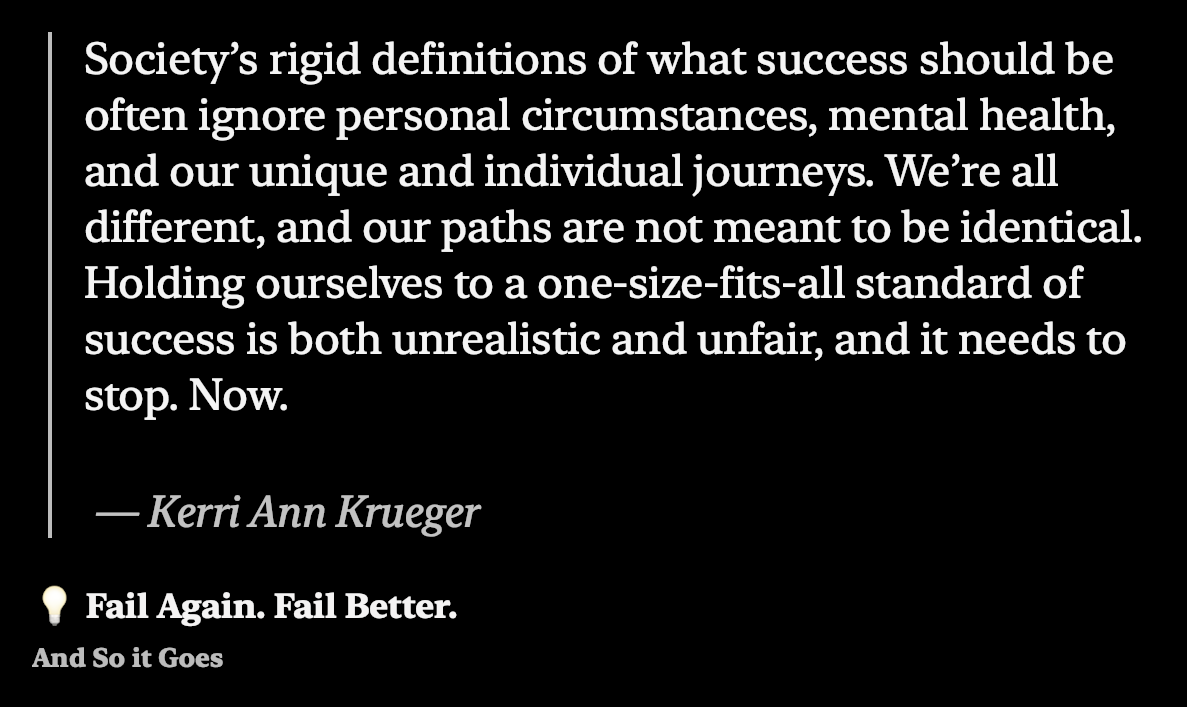 Society’s rigid definitions of what success should be
often ignore personal circumstances, mental health,
and our unique and individual journeys. We’re all
different, and our paths are not meant to be identical.
Holding ourselves to a one-size-fits-all standard of
success is both unrealistic and unfair, and it needs to
stop. Now.
— Kerri Ann Krueger
💡 Fail Again. Fail Better.
And So it Goes